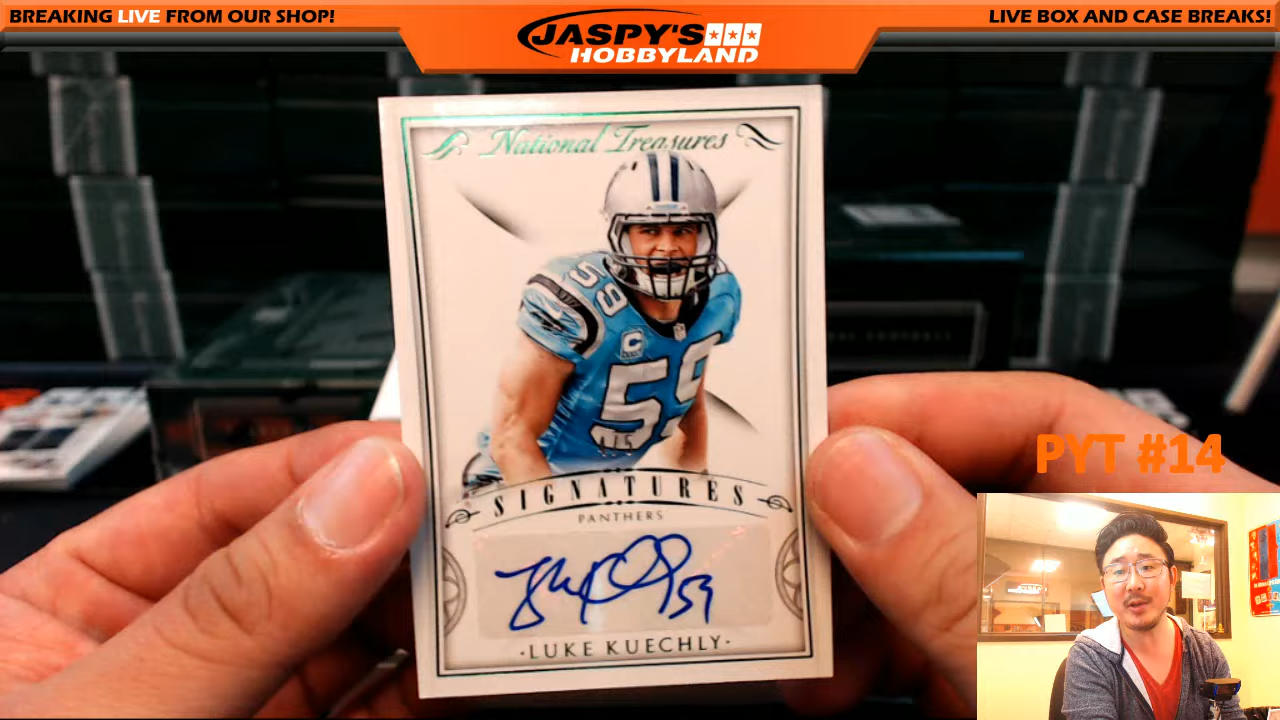 BREAKING LIVE FROM OUR SHOP!
JASPY'S
HOBBYLAND
LIVE BOX AND CASE BREAKS!
National Treasures
59
C
59
SIGNATURES
PANTHERS
59
·LUKE KUECHLY·
PYT #14